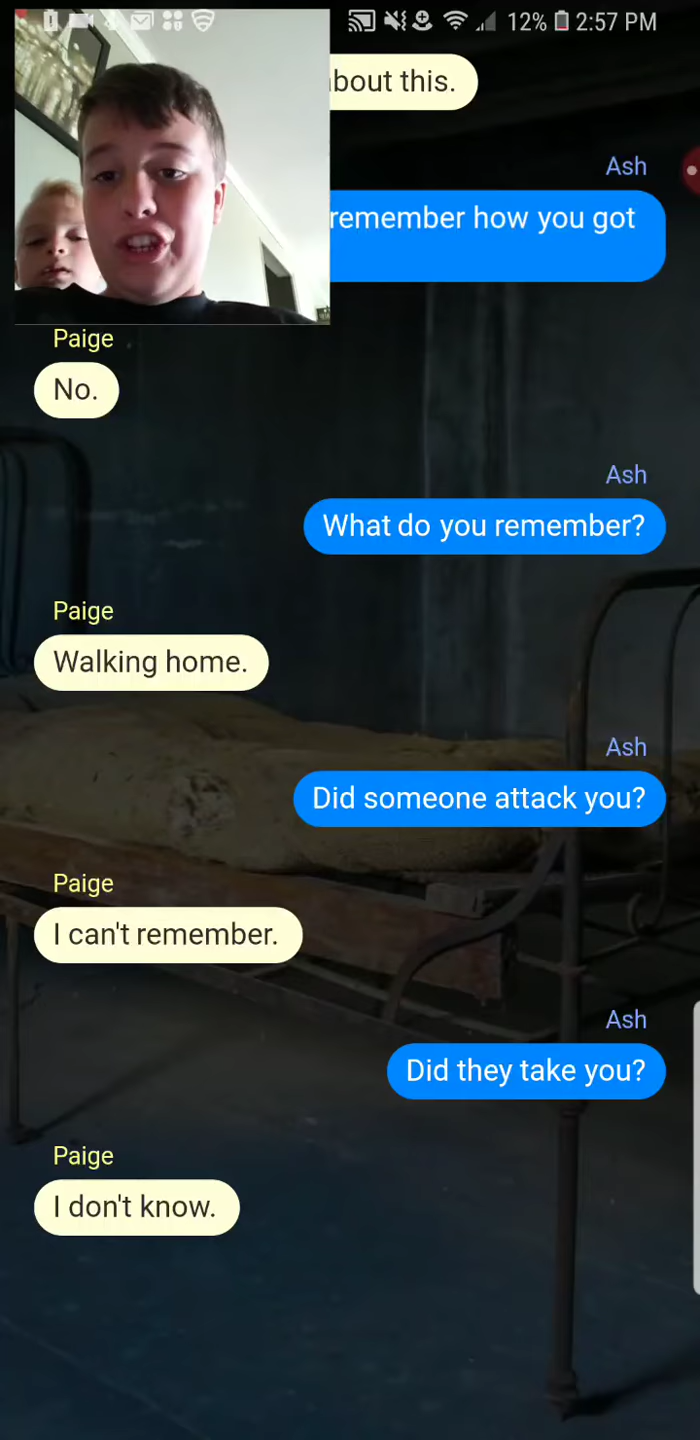 12% 2:57 PM
about this.
Ash
remember how you got
Paige
No.
Ash
What do you remember?
Paige
Walking home.
Ash
Did someone attack you?
Paige
I can't remember.
Ash
Did they take you?
Paige
I don't know.